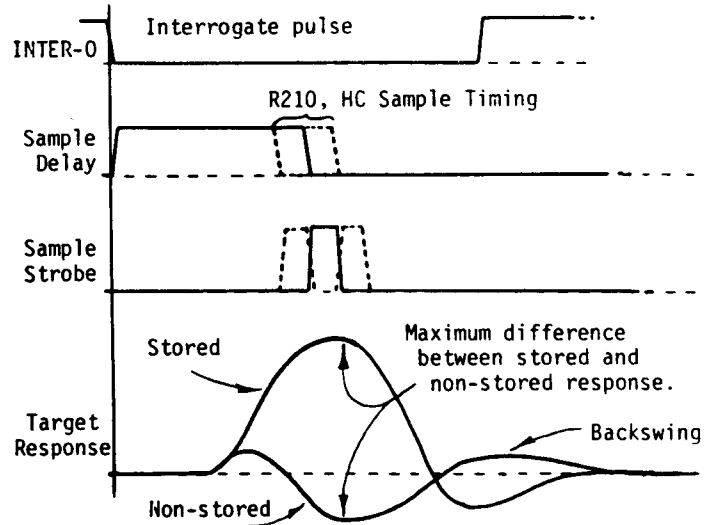 Interrogate pulse
INTER-0
R210, HC Sample Timing
Sample
Delay
Sample
Strobe
Maximum difference
between stored and
non-stored response.
Stored
Target
Response
Backswing
Non-stored